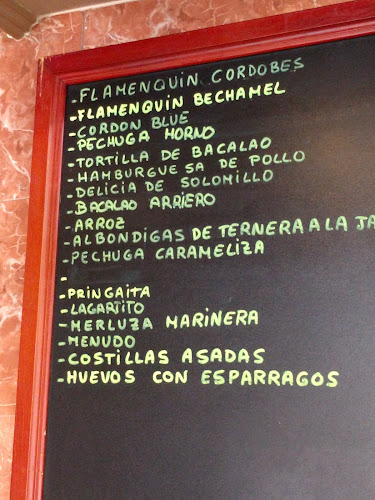 -FLAMENQUIN CORDOBES
-FLAMENQUIN BECHAMEL
-CORDON BLUE
-PECHUGA HORNO
-TORTILLA DE BACALAO
-HAMBURGUESA DE POLLO
-DELICIA DE SOLOMILLO
-BACALAO ARRIERO
-ARROZ
-ALBONDIGAS DE TERNERA A LA JA
-PECHUGA CARAMELIZA
-
-PRINGAITA
-LAGARTITO
-MERLUZA MARINERA
-MENUDO
-COSTILLAS ASADAS
-HUEVOS CON ESPARRAGOS